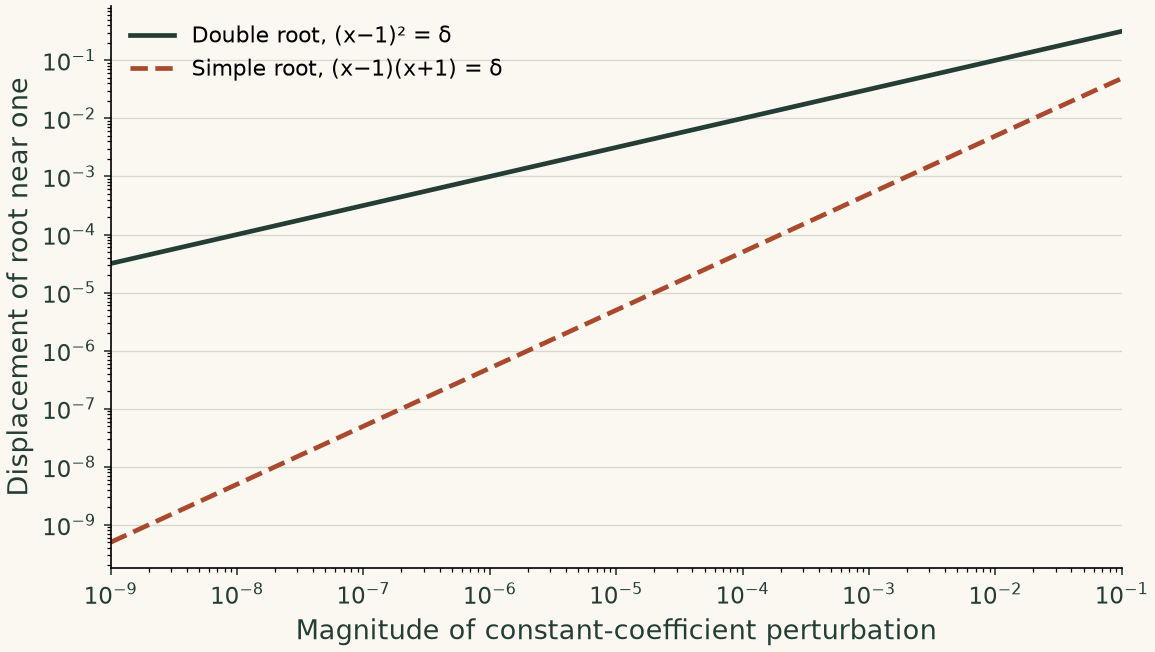 Double root, (x−1)² = δ
Simple root, (x−1)(x+1) = δ
Displacement of root near one
10⁻¹
10⁻²
10⁻³
10⁻⁴
10⁻⁵
10⁻⁶
10⁻⁷
10⁻⁸
10⁻⁹
10⁻⁹ 10⁻⁸ 10⁻⁷ 10⁻⁶ 10⁻⁵ 10⁻⁴ 10⁻³ 10⁻² 10⁻¹
Magnitude of constant-coefficient perturbation